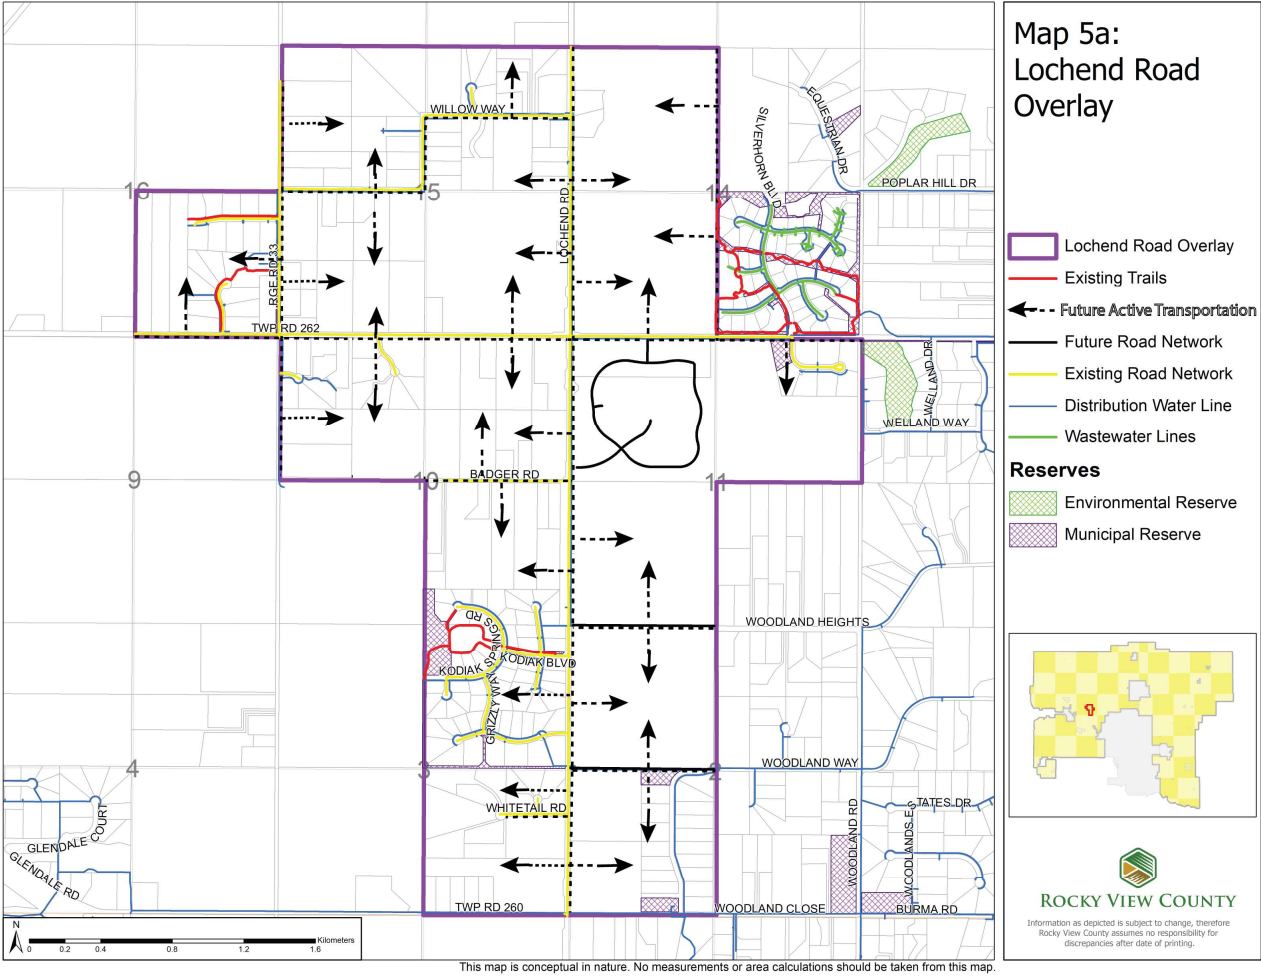 Map 5a:
Lochend Road
Overlay
WILLOW WAY
EQUESTRIAN DR
SILVERHORN BLVD
POPLAR HILL DR
16
15
14
LOCHEND RD
RGE RD 33
TWP RD 262
WELLAND DR
WELLAND WAY
BADGER RD
9
10
11
SPRINGS RD
KODIAK BLVD
KODIAK
GRIZZLY WAY
WOODLAND HEIGHTS
WOODLAND WAY
4
3
2
WHITETAIL RD
WOODLAND RD
WOODLANDS ES
TATES DR
GLENDALE COURT
GLENDALE RD
TWP RD 260
WOODLAND CLOSE
BURMA RD
N
0 0.2 0.4 0.8 1.2 1.6
Kilometers
Lochend Road Overlay
Existing Trails
Future Active Transportation
Future Road Network
Existing Road Network
Distribution Water Line
Wastewater Lines
Reserves
Environmental Reserve
Municipal Reserve
ROCKY VIEW COUNTY
Information as depicted is subject to change, therefore
Rocky View County assumes no responsibility for
discrepancies after date of printing.
This map is conceptual in nature. No measurements or area calculations should be taken from this map.